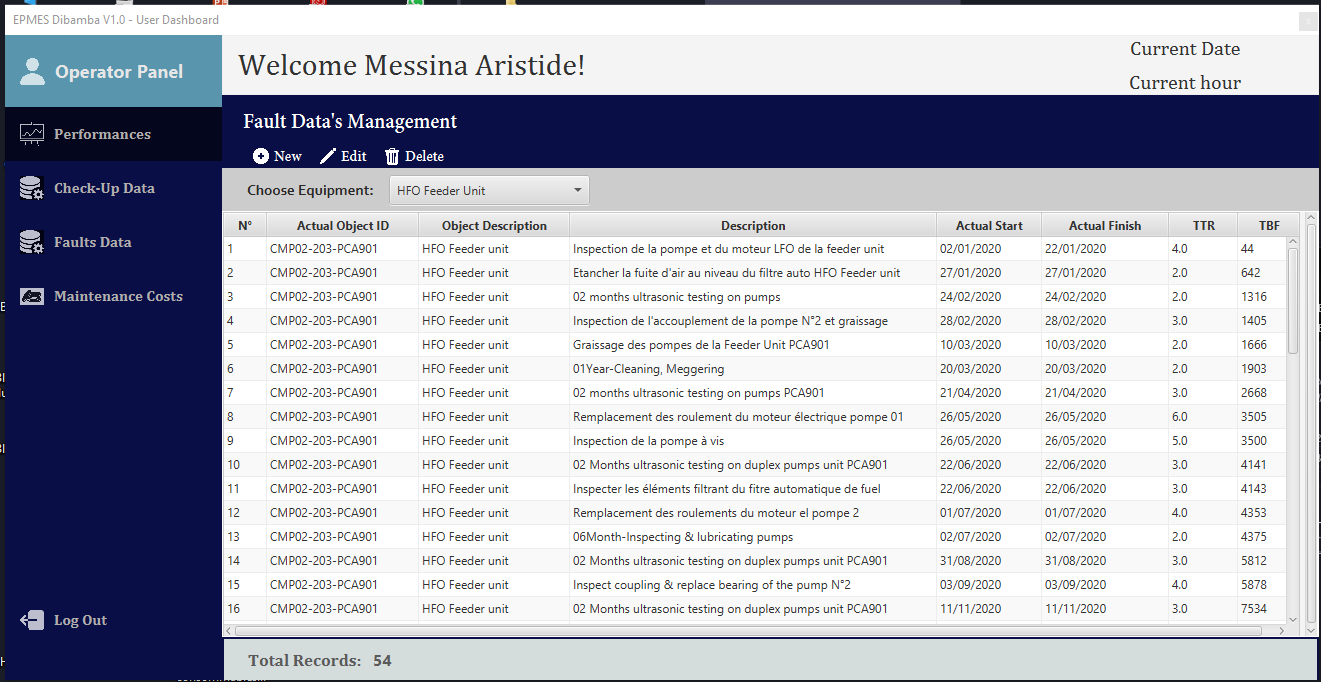 EPMES Dibamba V1.0 - User Dashboard
Operator Panel
Welcome Messina Aristide!
Current Date
Current hour
Performances
Check-Up Data
Faults Data
Maintenance Costs
Log Out
Fault Data's Management
New Edit Delete
Choose Equipment: HFO Feeder Unit
N° Actual Object ID Object Description Description Actual Start Actual Finish TTR TBF
1 CMP02-203-PCA901 HFO Feeder unit Inspection de la pompe et du moteur LFO de la feeder unit 02/01/2020 22/01/2020 4.0 44
2 CMP02-203-PCA901 HFO Feeder unit Etancher la fuite d'air au niveau du filtre auto HFO Feeder unit 27/01/2020 27/01/2020 2.0 642
3 CMP02-203-PCA901 HFO Feeder unit 02 months ultrasonic testing on pumps 24/02/2020 24/02/2020 2.0 1316
4 CMP02-203-PCA901 HFO Feeder unit Inspection de l'accouplement de la pompe N°2 et graissage 28/02/2020 28/02/2020 3.0 1405
5 CMP02-203-PCA901 HFO Feeder unit Graissage des pompes de la Feeder Unit PCA901 10/03/2020 10/03/2020 2.0 1666
6 CMP02-203-PCA901 HFO Feeder unit 01Year-Cleaning, Meggering 20/03/2020 20/03/2020 2.0 1903
7 CMP02-203-PCA901 HFO Feeder unit 02 months ultrasonic testing on pumps PCA901 21/04/2020 21/04/2020 3.0 2668
8 CMP02-203-PCA901 HFO Feeder unit Remplacement des roulement du moteur électrique pompe 01 26/05/2020 26/05/2020 6.0 3505
9 CMP02-203-PCA901 HFO Feeder unit Inspection de la pompe à vis 26/05/2020 26/05/2020 5.0 3500
10 CMP02-203-PCA901 HFO Feeder unit 02 Months ultrasonic testing on duplex pumps unit PCA901 22/06/2020 22/06/2020 3.0 4141
11 CMP02-203-PCA901 HFO Feeder unit Inspecter les éléments filtrant du fitre automatique de fuel 22/06/2020 22/06/2020 3.0 4143
12 CMP02-203-PCA901 HFO Feeder unit Remplacement des roulements du moteur el pompe 2 01/07/2020 01/07/2020 4.0 4353
13 CMP02-203-PCA901 HFO Feeder unit 06Month-Inspecting & lubricating pumps 02/07/2020 02/07/2020 2.0 4375
14 CMP02-203-PCA901 HFO Feeder unit 02 Months ultrasonic testing on duplex pumps unit PCA901 31/08/2020 31/08/2020 3.0 5812
15 CMP02-203-PCA901 HFO Feeder unit Inspect coupling & replace bearing of the pump N°2 03/09/2020 03/09/2020 4.0 5878
16 CMP02-203-PCA901 HFO Feeder unit 02 Months ultrasonic testing on duplex pumps unit PCA901 11/11/2020 11/11/2020 3.0 7534
Total Records: 54